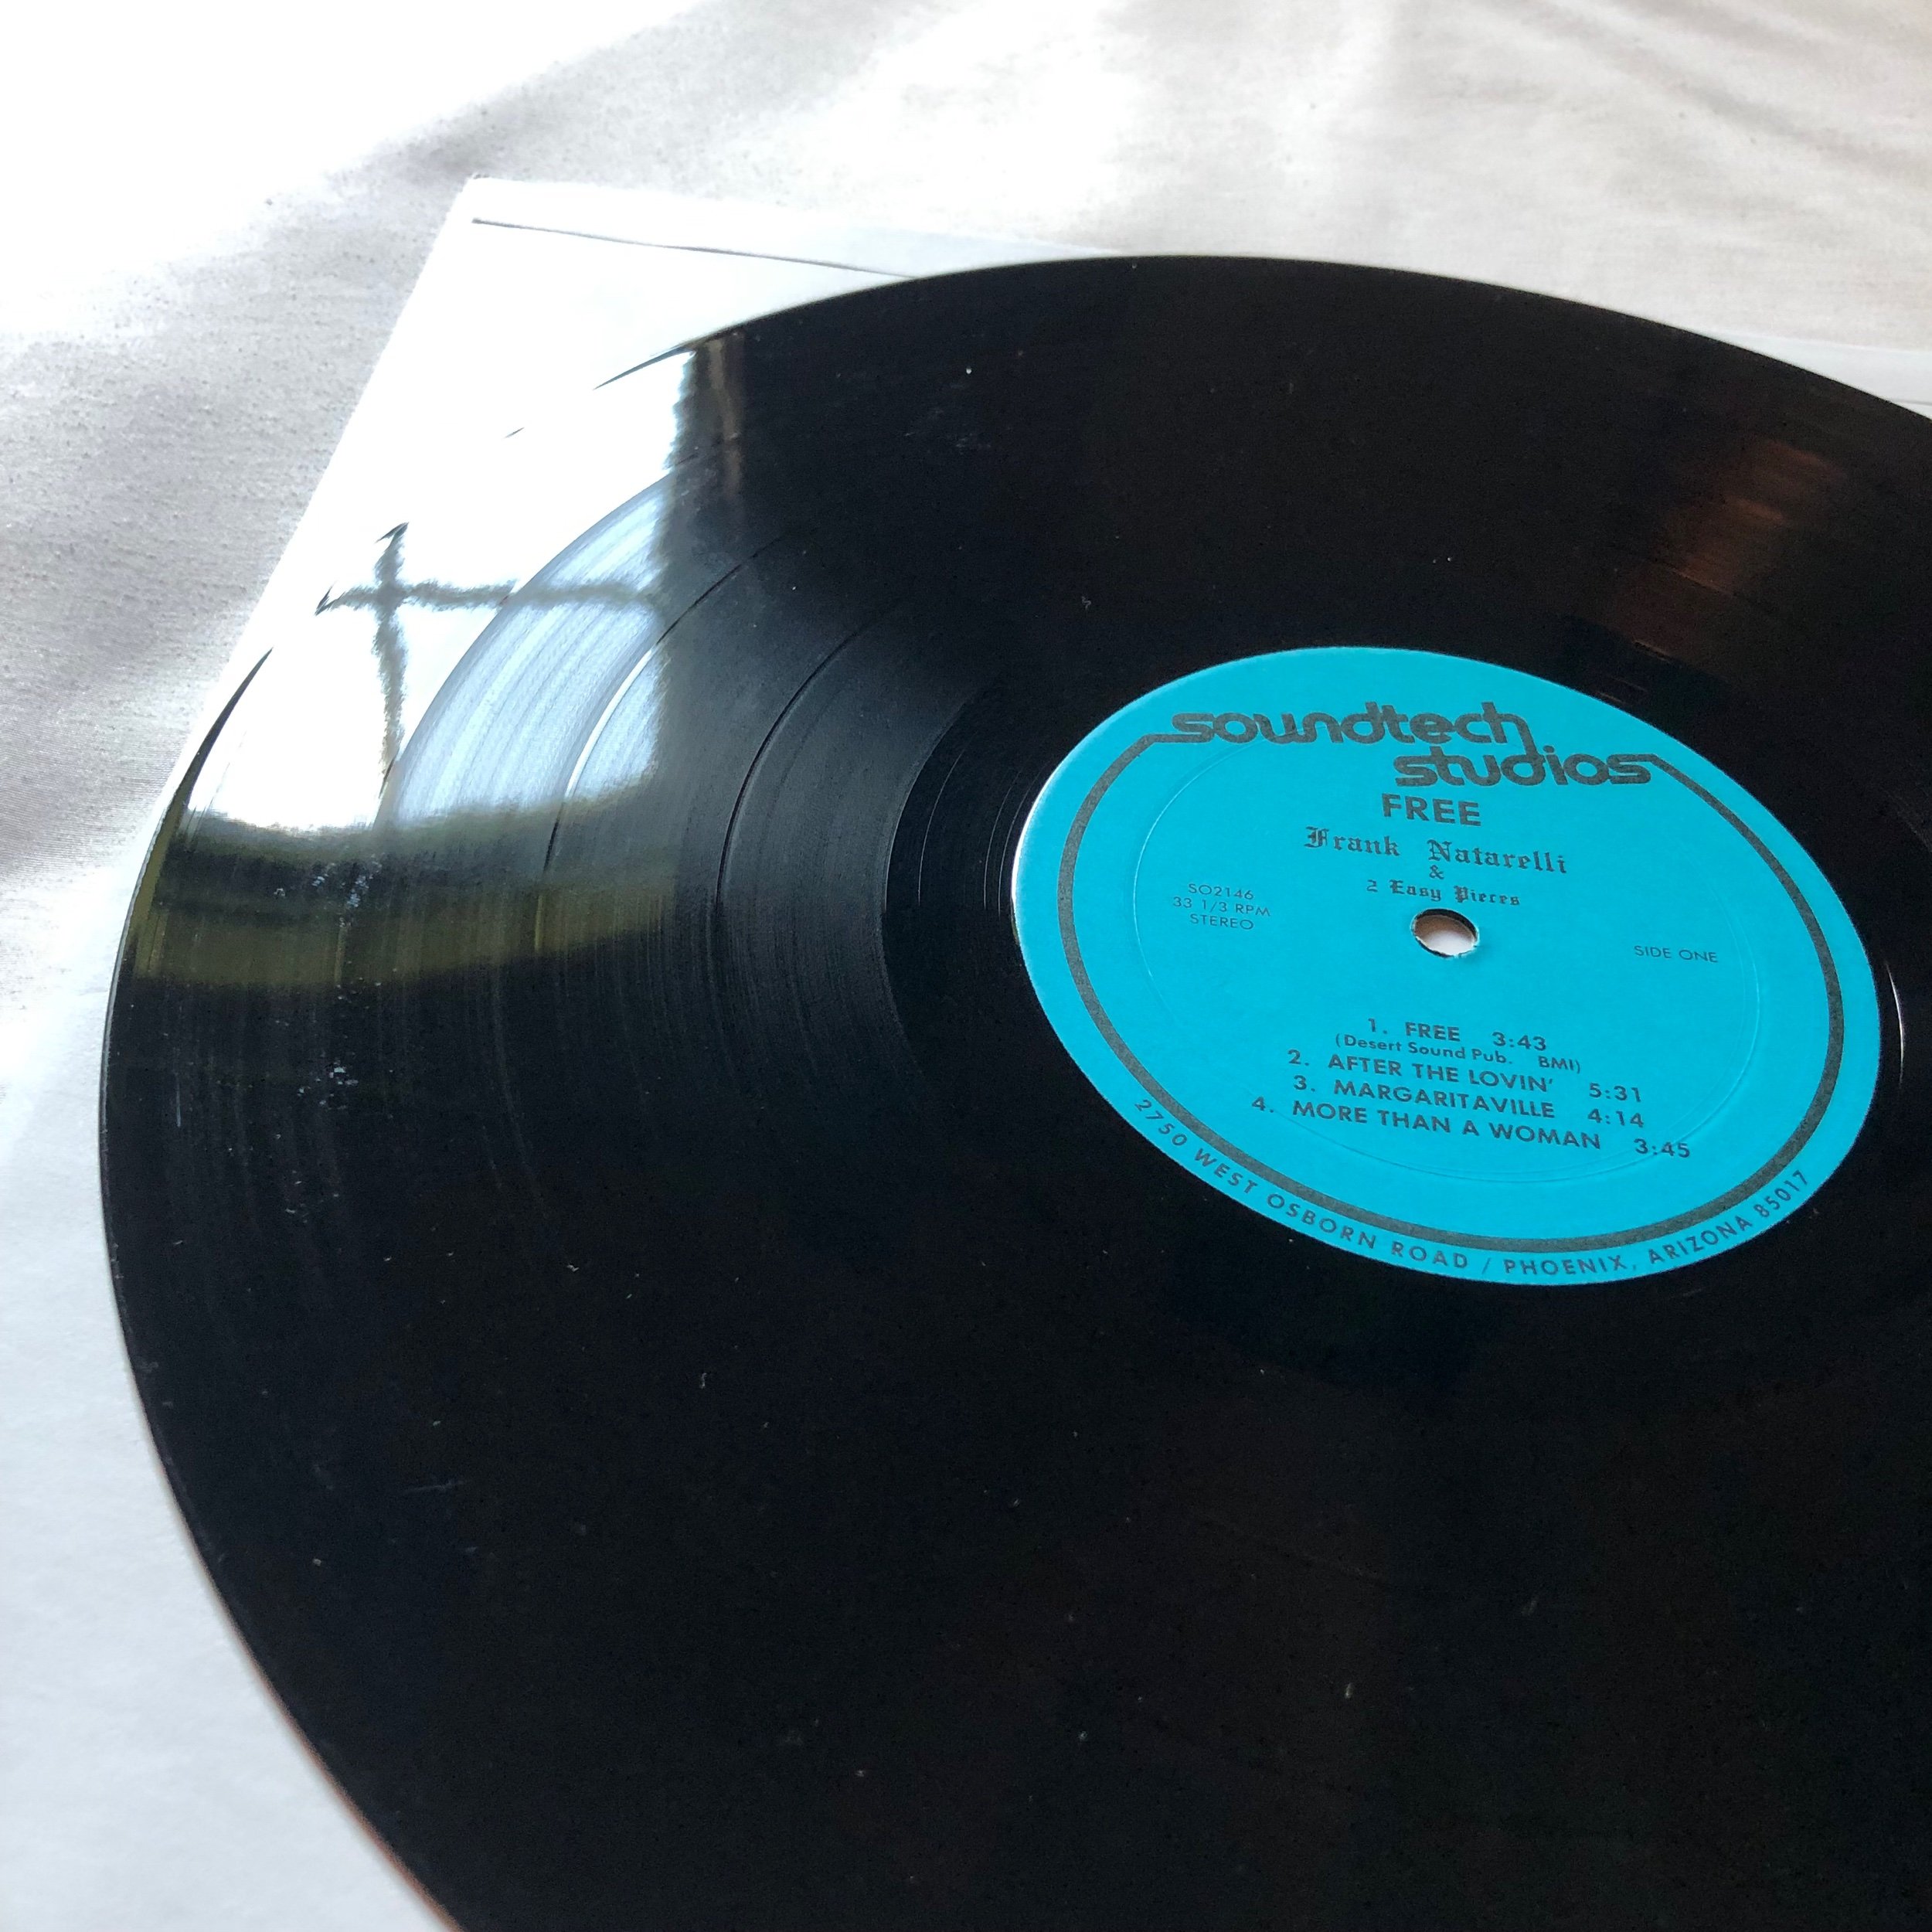 soundtech
studios
FREE
Frank Natarelli
&
2 Easy Pieces
SO2146
33 1/3 RPM
STEREO
SIDE ONE
1. FREE 3:43
(Desert Sound Pub. BMI)
2. AFTER THE LOVIN' 5:31
3. MARGARITAVILLE 4:14
4. MORE THAN A WOMAN 3:45
2750 WEST OSBORN ROAD / PHOENIX, ARIZONA 85017